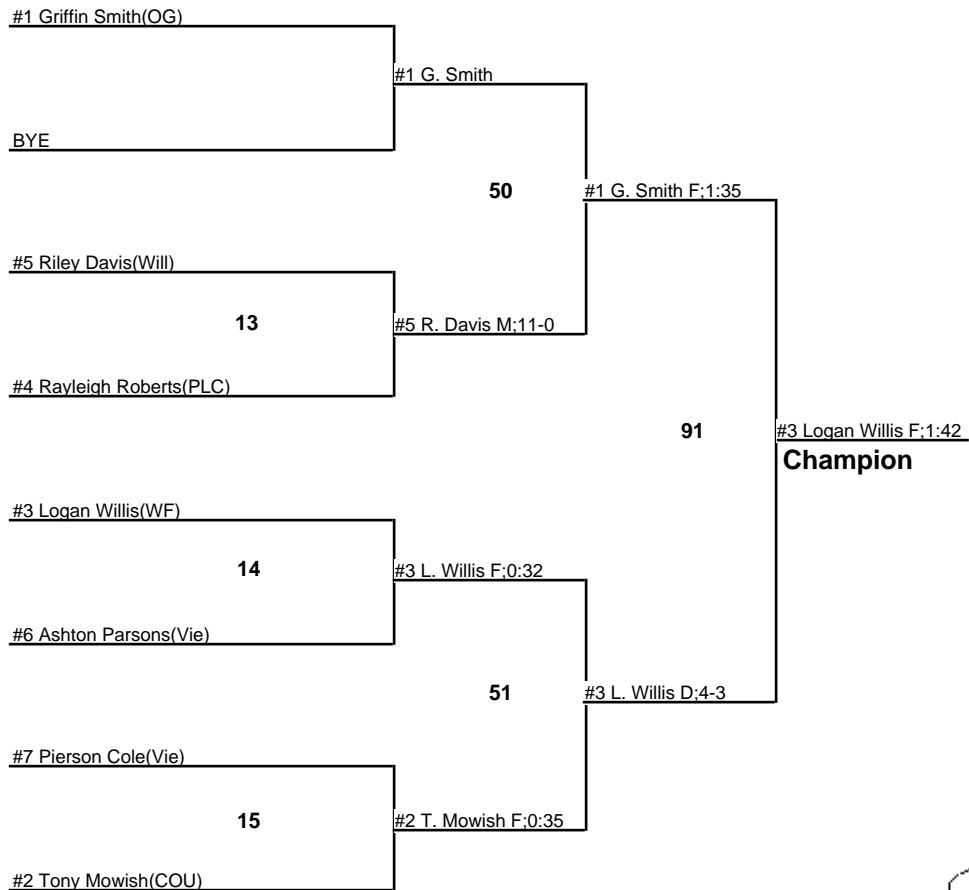 #1 Griffin Smith(OG)
#1 G. Smith
BYE
50
#1 G. Smith F;1:35
#5 Riley Davis(Will)
13
#5 R. Davis M;11-0
#4 Rayleigh Roberts(PLC)
91
#3 Logan Willis F;1:42
Champion
#3 Logan Willis(WF)
14
#3 L. Willis F;0:32
#6 Ashton Parsons(Vie)
51
#3 L. Willis D;4-3
#7 Pierson Cole(Vie)
15
#2 T. Mowish F;0:35
#2 Tony Mowish(COU)